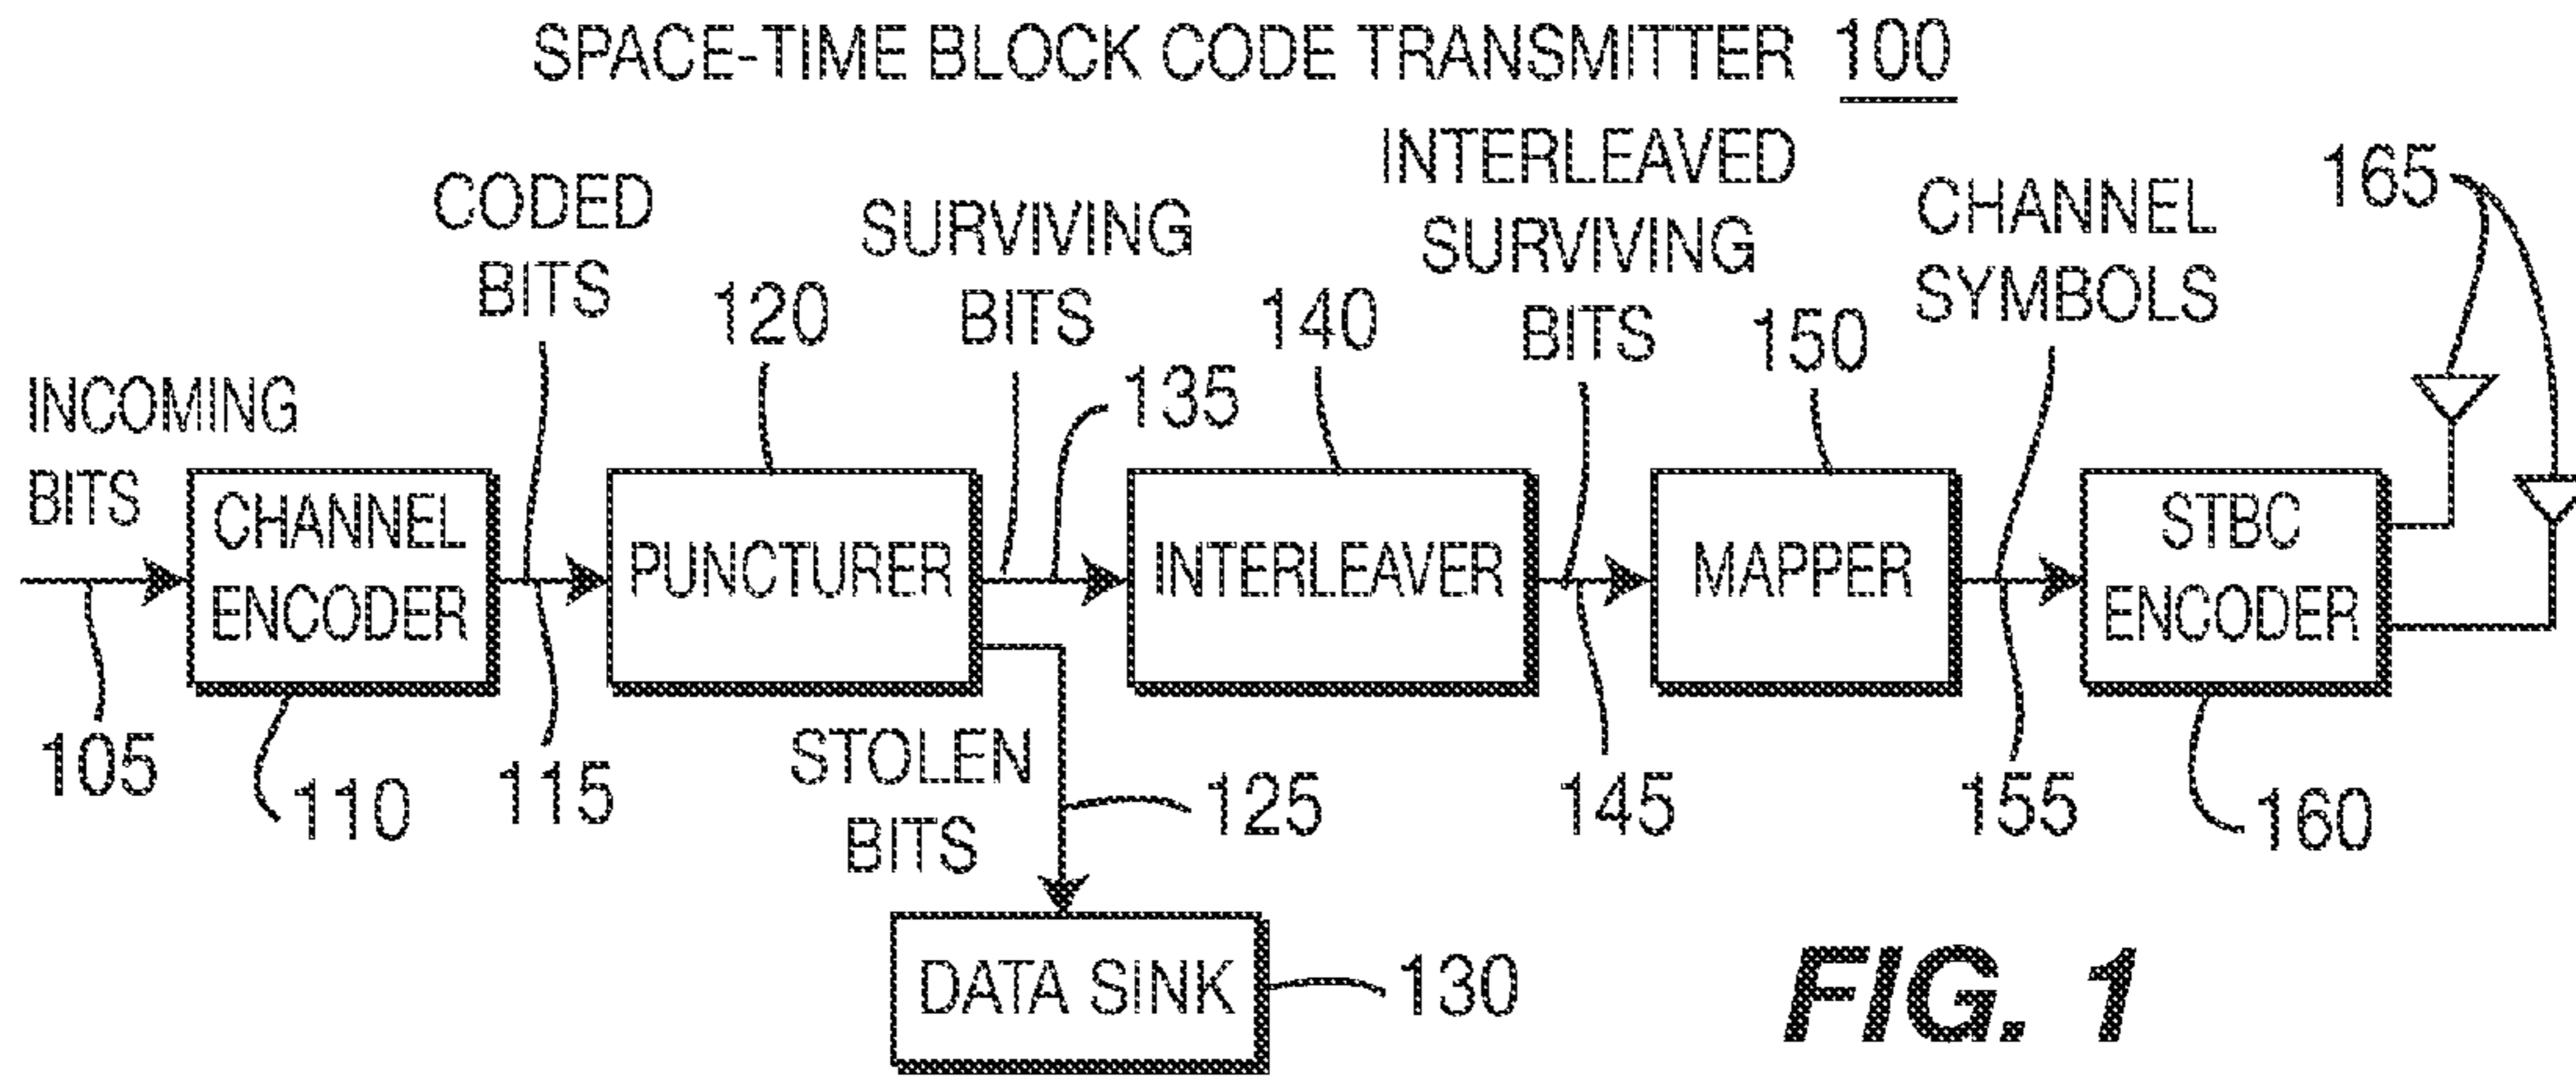 SPACE-TIME BLOCK CODE TRANSMITTER 100
INCOMING
BITS
CODED
BITS
SURVIVING
BITS
INTERLEAVED
SURVIVING
BITS
CHANNEL
SYMBOLS
165
120
135
140
150
CHANNEL
ENCODER
PUNCTURER
INTERLEAVER
MAPPER
STBC
ENCODER
105
110
115
STOLEN
BITS
125
145
155
160
DATA SINK
130
FIG. 1